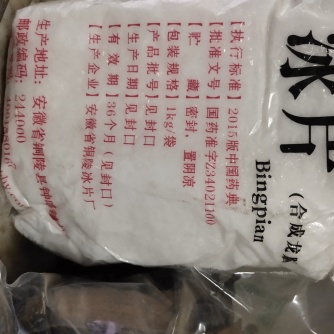 冰片
(合成龙
Bingpian
【执行标准】2015版中国药典
【批准文号】国药准字Z34021100
【贮 藏】密封,置阴凉
【包装规格】1kg/袋
【产品批号】见封口
【生产日期】见封口
【有 效 期】36个月(见封口)
【生产企业】安徽省铜陵冰片厂
生产地址:安徽省铜陵县钟
邮政编码:244000